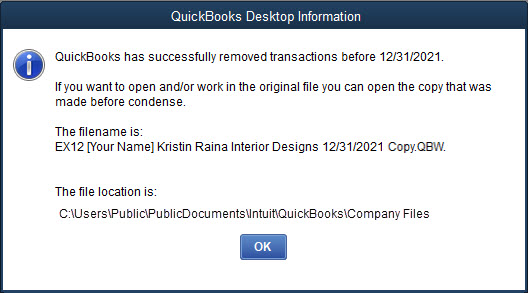 QuickBooks Desktop Information
QuickBooks has successfully removed transactions before 12/31/2021.
If you want to open and/or work in the original file you can open the copy that was
made before condense.
The filename is:
EX12 [Your Name] Kristin Raina Interior Designs 12/31/2021 Copy.QBW.
The file location is:
C:\Users\Public\PublicDocuments\Intuit\QuickBooks\Company Files
OK